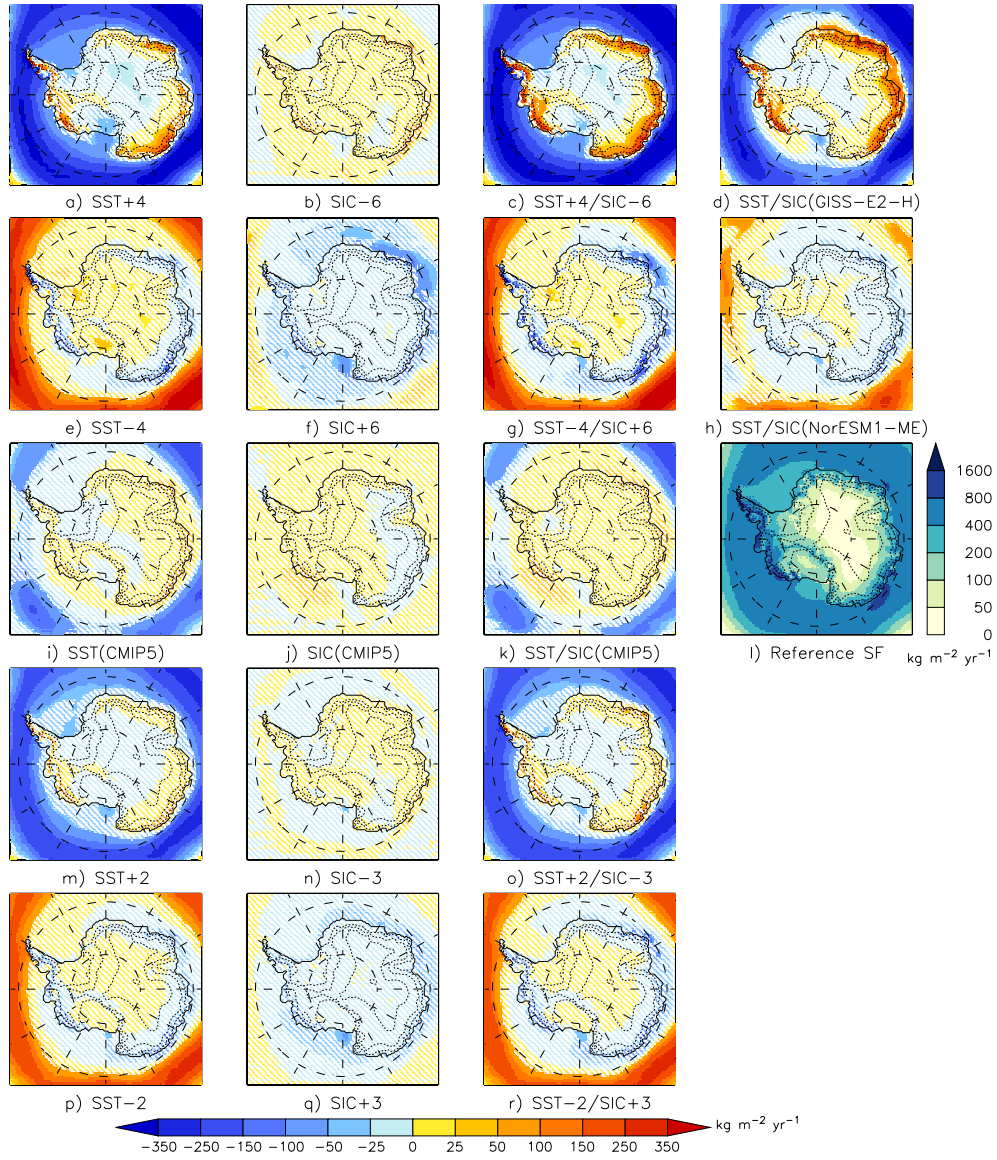 a) SST+4
b) SIC−6
c) SST+4/SIC−6
d) SST/SIC(GISS−E2−H)
e) SST−4
f) SIC+6
g) SST−4/SIC+6
h) SST/SIC(NorESM1−ME)
1600
800
400
200
100
50
0
kg m−2 yr−1
i) SST(CMIP5)
j) SIC(CMIP5)
k) SST/SIC(CMIP5)
l) Reference SF
m) SST+2
n) SIC−3
o) SST+2/SIC−3
p) SST−2
q) SIC+3
r) SST−2/SIC+3
kg m−2 yr−1
−350 −250 −150 −100 −50 −25 0 25 50 100 150 250 350